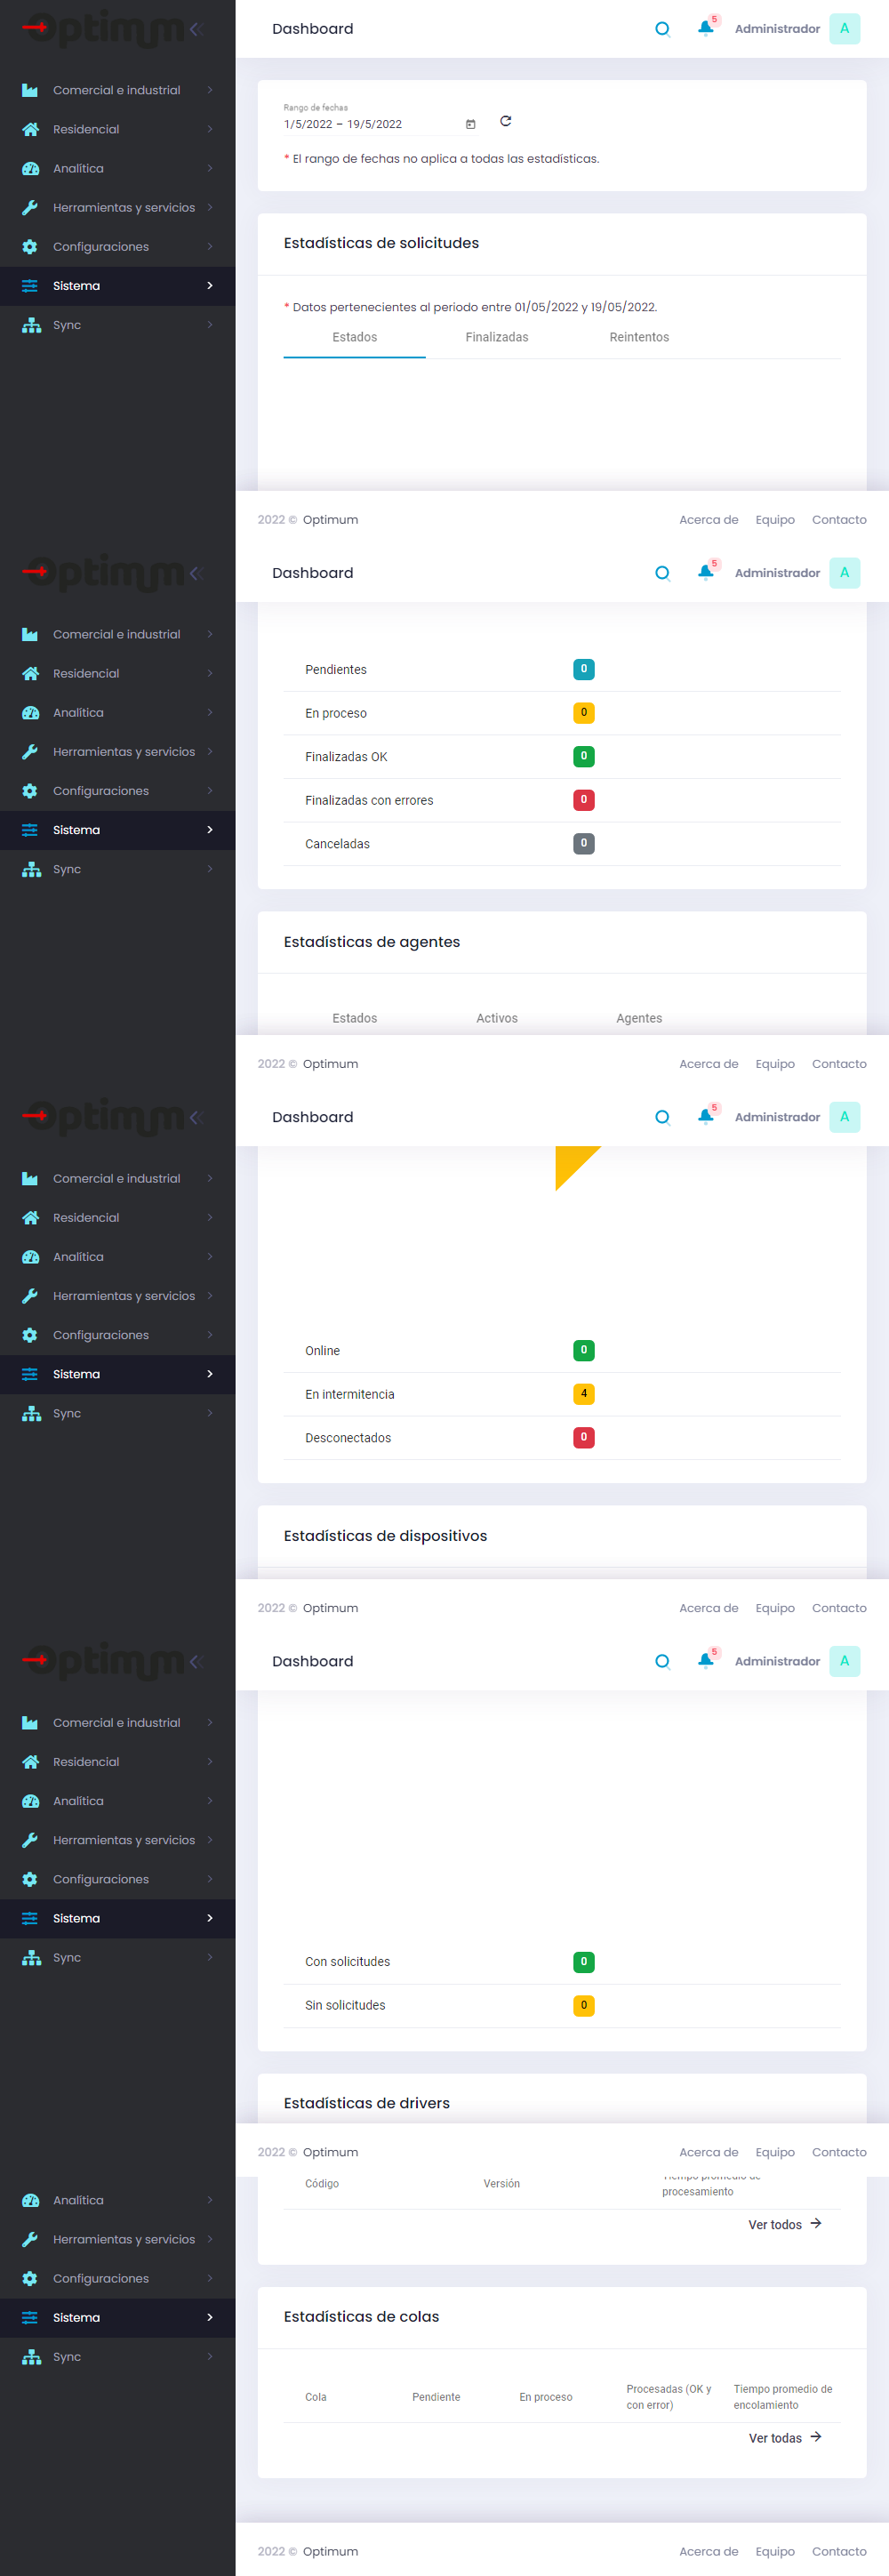 Optimum
Dashboard
5
Administrador
A
Comercial e industrial
Residencial
Analítica
Herramientas y servicios
Configuraciones
Sistema
Sync
Rango de fechas
1/5/2022 – 19/5/2022
* El rango de fechas no aplica a todas las estadísticas.
Estadísticas de solicitudes
* Datos pertenecientes al periodo entre 01/05/2022 y 19/05/2022.
Estados Finalizadas Reintentos
2022 © Optimum Acerca de Equipo Contacto
Optimum
Dashboard
5
Administrador
A
Comercial e industrial
Residencial
Analítica
Herramientas y servicios
Configuraciones
Sistema
Sync
Pendientes 0
En proceso 0
Finalizadas OK 0
Finalizadas con errores 0
Canceladas 0
Estadísticas de agentes
Estados Activos Agentes
2022 © Optimum Acerca de Equipo Contacto
Optimum
Dashboard
5
Administrador
A
Comercial e industrial
Residencial
Analítica
Herramientas y servicios
Configuraciones
Sistema
Sync
Online 0
En intermitencia 4
Desconectados 0
Estadísticas de dispositivos
2022 © Optimum Acerca de Equipo Contacto
Optimum
Dashboard
5
Administrador
A
Comercial e industrial
Residencial
Analítica
Herramientas y servicios
Configuraciones
Sistema
Sync
Con solicitudes 0
Sin solicitudes 0
Estadísticas de drivers
2022 © Optimum Acerca de Equipo Contacto
Analítica
Herramientas y servicios
Configuraciones
Sistema
Sync
Código Versión Tiempo promedio de
procesamiento
Ver todos
Estadísticas de colas
Cola Pendiente En proceso Procesadas (OK y
con error) Tiempo promedio de
encolamiento
Ver todas
2022 © Optimum Acerca de Equipo Contacto